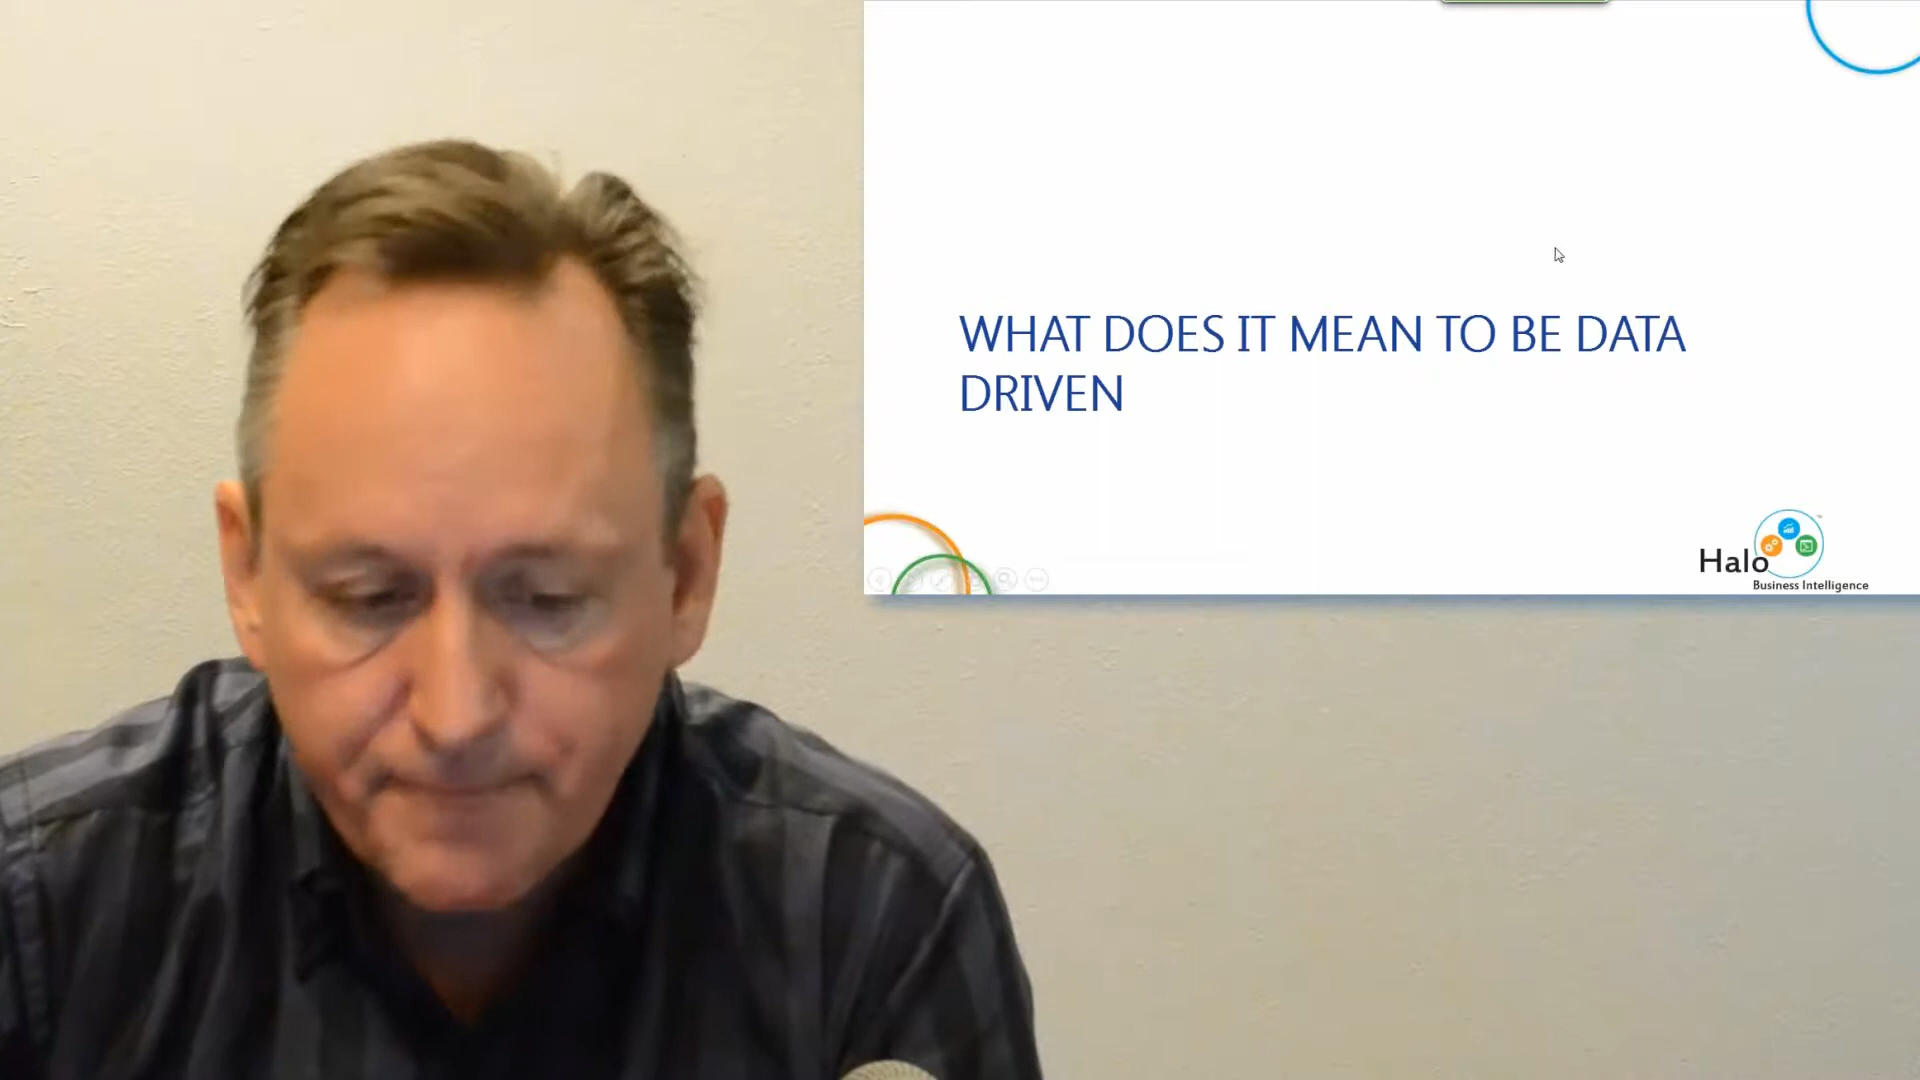 WHAT DOES IT MEAN TO BE DATA
DRIVEN
Halo
Business Intelligence